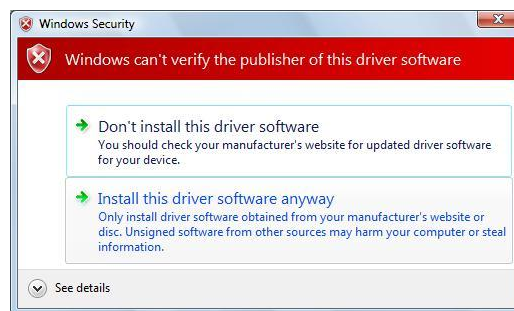 Windows Security
Windows can't verify the publisher of this driver software
Don't install this driver software
You should check your manufacturer's website for updated driver software
for your device.
Install this driver software anyway
Only install driver software obtained from your manufacturer's website or
disc. Unsigned software from other sources may harm your computer or steal
information.
See details